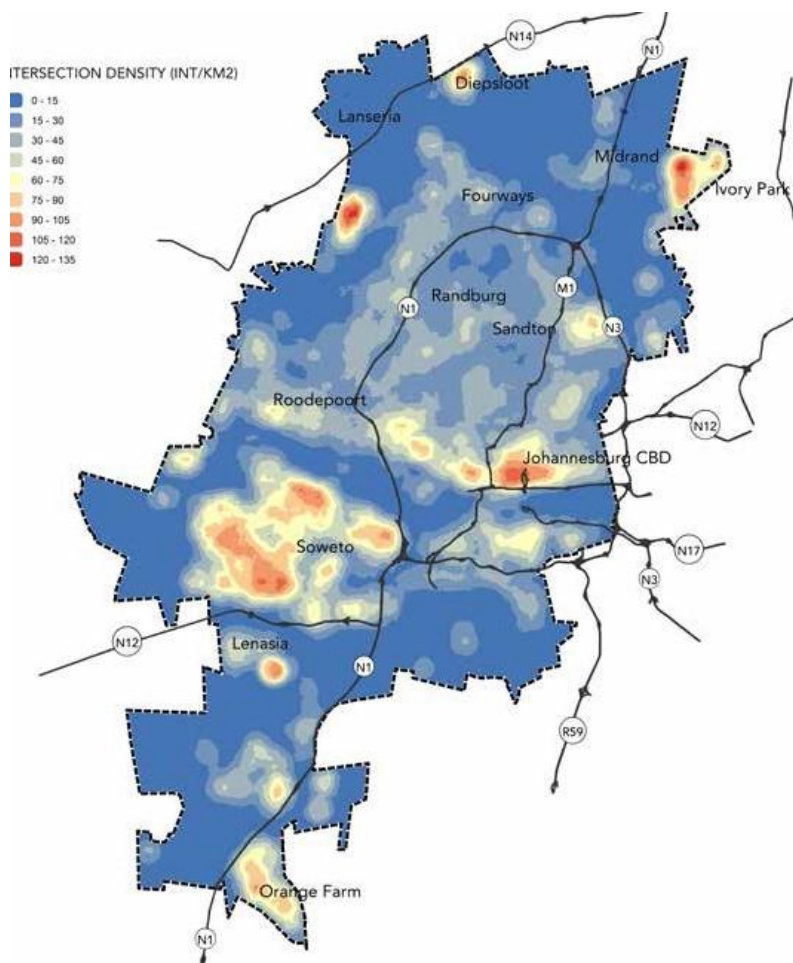 N14
N1
NTERSECTION DENSITY (INT/KM2)
0 - 15
15 - 30
30 - 45
45 - 60
60 - 75
75 - 90
90 - 105
105 - 120
120 - 135
Diepsloot
Lanseria
Midrand
Ivory Park
Fourways
M1
Randburg
N1
Sandton
N3
Roodepoort
N12
Johannesburg CBD
Soweto
N17
N3
N12
Lenasia
N1
R59
Orange Farm
N1